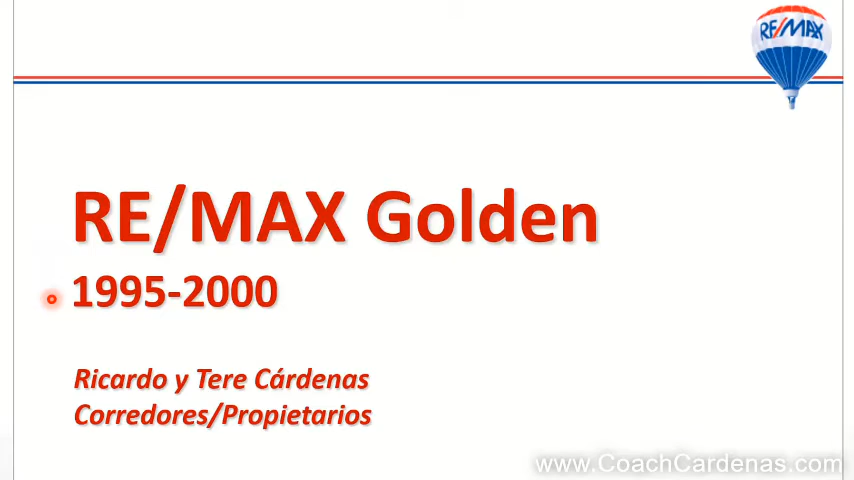 RE/MAX
RE/MAX Golden
1995-2000
Ricardo y Tere Cárdenas
Corredores/Propietarios
www.CoachCardenas.com